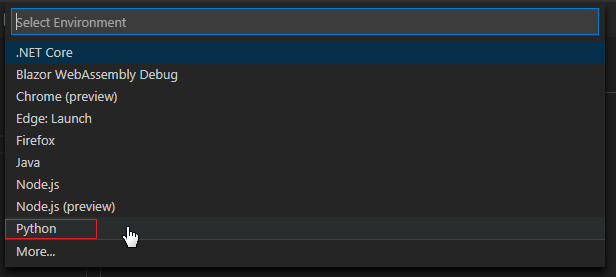 Select Environment
.NET Core
Blazor WebAssembly Debug
Chrome (preview)
Edge: Launch
Firefox
Java
Node.js
Node.js (preview)
Python
More...